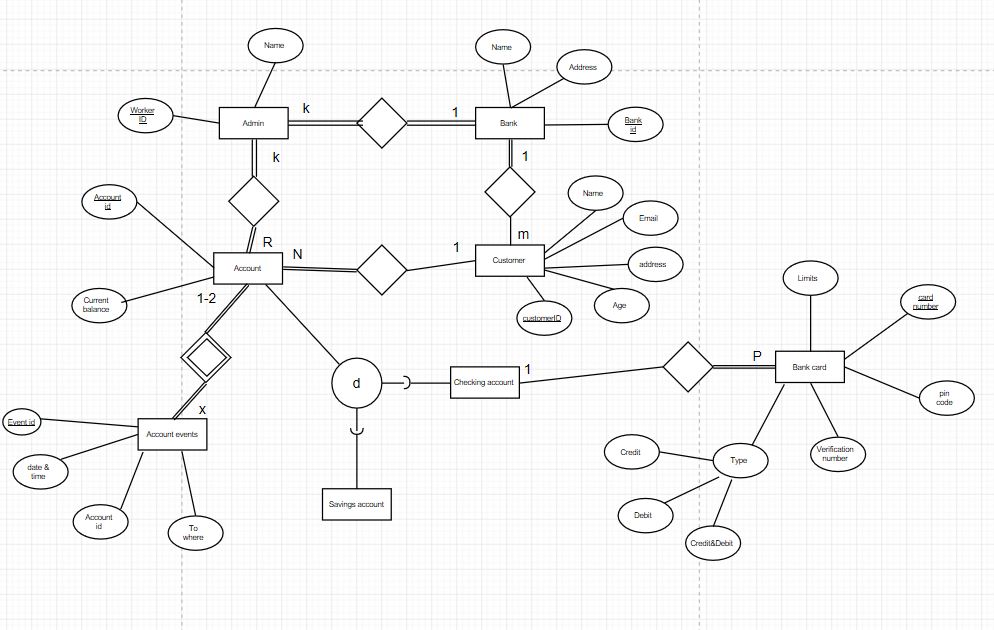 Name
Name
Address
Worker
ID
k
1
Admin
Bank
Bank
id
k
1
Account
id
Name
Email
R
N
1
m
Account
Customer
address
Current
balance
1-2
Age
customerID
Limits
card
number
d
Checking account
1
P
Bank card
pin
code
x
Event id
Account events
date &
time
Account
id
To
where
Savings account
Credit
Type
Verification
number
Debit
Credit&Debit